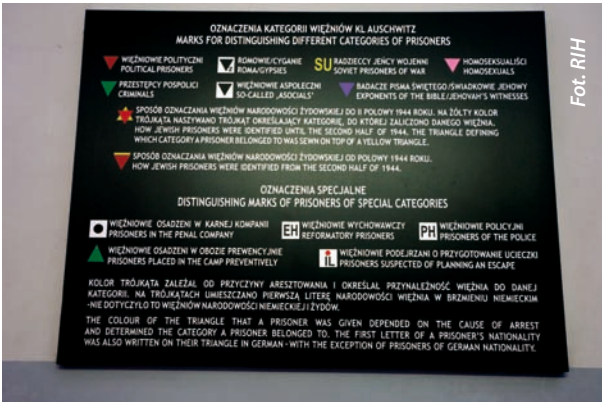 OZNACZENIA KATEGORII WIĘŹNIÓW KL AUSCHWITZ
MARKS FOR DISTINGUISHING DIFFERENT CATEGORIES OF PRISONERS
WIĘŹNIOWIE POLITYCZNI
POLITICAL PRISONERS
ROMOWIE/CYGANIE
ROMA/GYPSIES
SU RADZIECCY JEŃCY WOJENNI
SOVIET PRISONERS OF WAR
HOMOSEKSUALIŚCI
HOMOSEXUALS
PRZESTĘPCY POSPOLICI
CRIMINALS
WIĘŹNIOWIE ASPOŁECZNI
SO-CALLED „ASOCIALS"
BADACZE PISMA ŚWIĘTEGO/ŚWIADKOWIE JEHOWY
EXPONENTS OF THE BIBLE/JEHOVAH'S WITNESSES
SPOSÓB OZNACZANIA WIĘŹNIÓW NARODOWOŚCI ŻYDOWSKIEJ DO II POŁOWY 1944 ROKU. NA ŻÓŁTY KOLOR
TRÓJKĄTA NASZYWANO TRÓJKĄT OKREŚLAJĄCY KATEGORIĘ, DO KTÓREJ ZALICZONO DANEGO WIĘŹNIA.
HOW JEWISH PRISONERS WERE IDENTIFIED UNTIL THE SECOND HALF OF 1944. THE TRIANGLE DEFINING
WHICH CATEGORY A PRISONER BELONGED TO WAS SEWN ON TOP OF A YELLOW TRIANGLE.
SPOSÓB OZNACZANIA WIĘŹNIÓW NARODOWOŚCI ŻYDOWSKIEJ OD POŁOWY 1944 ROKU.
HOW JEWISH PRISONERS WERE IDENTIFIED FROM THE SECOND HALF OF 1944.
OZNACZENIA SPECJALNE
DISTINGUISHING MARKS OF PRISONERS OF SPECIAL CATEGORIES
WIĘŹNIOWIE OSADZENI W KARNEJ KOMPANII
PRISONERS IN THE PENAL COMPANY
EH WIĘŹNIOWIE WYCHOWAWCZY
REFORMATORY PRISONERS
PH WIĘŹNIOWIE POLICYJNI
PRISONERS OF THE POLICE
WIĘŹNIOWIE OSADZENI W OBOZIE PREWENCYJNIE
PRISONERS PLACED IN THE CAMP PREVENTIVELY
IL WIĘŹNIOWIE PODEJRZANI O PRZYGOTOWANIE UCIECZKI
PRISONERS SUSPECTED OF PLANNING AN ESCAPE
KOLOR TRÓJKĄTA ZALEŻAŁ OD PRZYCZYNY ARESZTOWANIA I OKREŚLAŁ PRZYNALEŻNOŚĆ WIĘŹNIA DO DANEJ
KATEGORII. NA TRÓJKĄTACH UMIESZCZANO PIERWSZĄ LITERĘ NARODOWOŚCI WIĘŹNIA W BRZMIENIU NIEMIECKIM
-NIE DOTYCZYŁO TO WIĘŹNIÓW NARODOWOŚCI NIEMIECKIEJ I ŻYDÓW.
THE COLOUR OF THE TRIANGLE THAT A PRISONER WAS GIVEN DEPENDED ON THE CAUSE OF ARREST
AND DETERMINED THE CATEGORY A PRISONER BELONGED TO. THE FIRST LETTER OF A PRISONER'S NATIONALITY
WAS ALSO WRITTEN ON THEIR TRIANGLE IN GERMAN - WITH THE EXCEPTION OF PRISONERS OF GERMAN NATIONALITY.
Fot. RIH